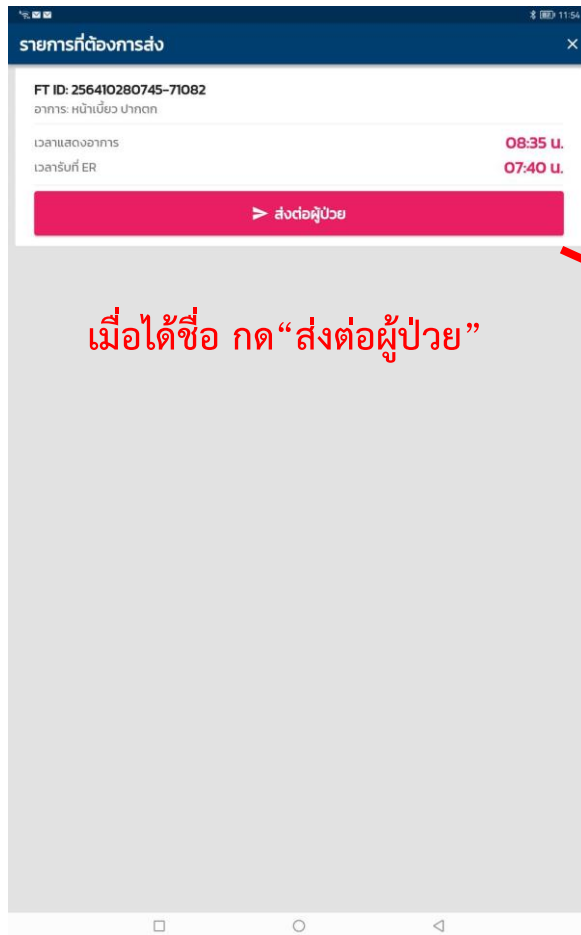 11:54
รายการที่ต้องการส่ง
FT ID: 256410280745-71082
อาการ: หน้าเบี้ยว ปากตก
เวลาแสดงอาการ 08:35 น.
เวลารับที่ ER 07:40 น.
ส่งต่อผู้ป่วย
เมื่อได้ชื่อ กด“ส่งต่อผู้ป่วย”